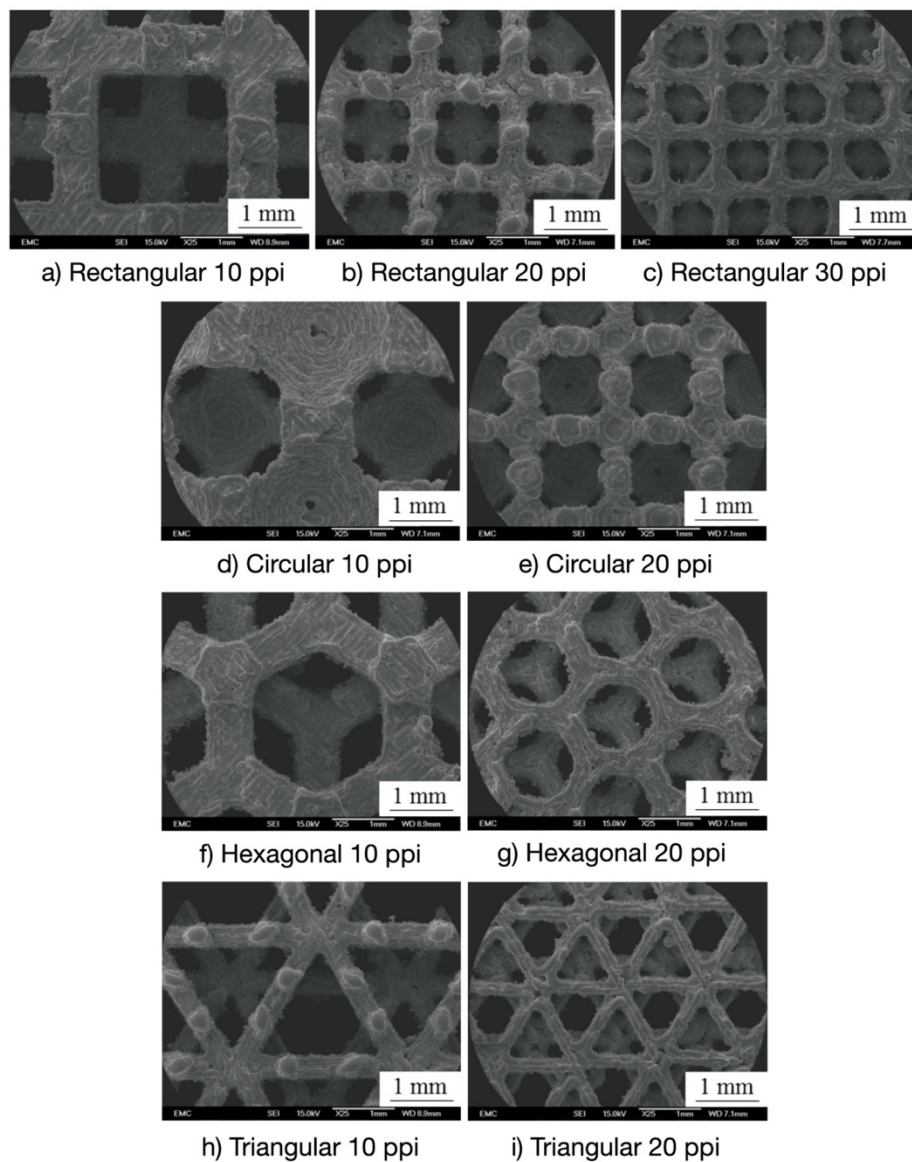 1 mm
EMC SEI 15.0kV X25 1mm WD 8.9mm
a) Rectangular 10 ppi
1 mm
EMC SEI 15.0kV X25 1mm WD 7.1mm
b) Rectangular 20 ppi
1 mm
EMC SEI 15.0kV X25 1mm WD 7.7mm
c) Rectangular 30 ppi
1 mm
EMC SEI 15.0kV X25 1mm WD 7.1mm
d) Circular 10 ppi
1 mm
EMC SEI 15.0kV X25 1mm WD 7.1mm
e) Circular 20 ppi
1 mm
EMC SEI 15.0kV X25 1mm WD 8.9mm
f) Hexagonal 10 ppi
1 mm
EMC SEI 15.0kV X25 1mm WD 7.1mm
g) Hexagonal 20 ppi
1 mm
EMC SEI 15.0kV X25 1mm WD 8.9mm
h) Triangular 10 ppi
1 mm
EMC SEI 15.0kV X25 1mm WD 7.1mm
i) Triangular 20 ppi